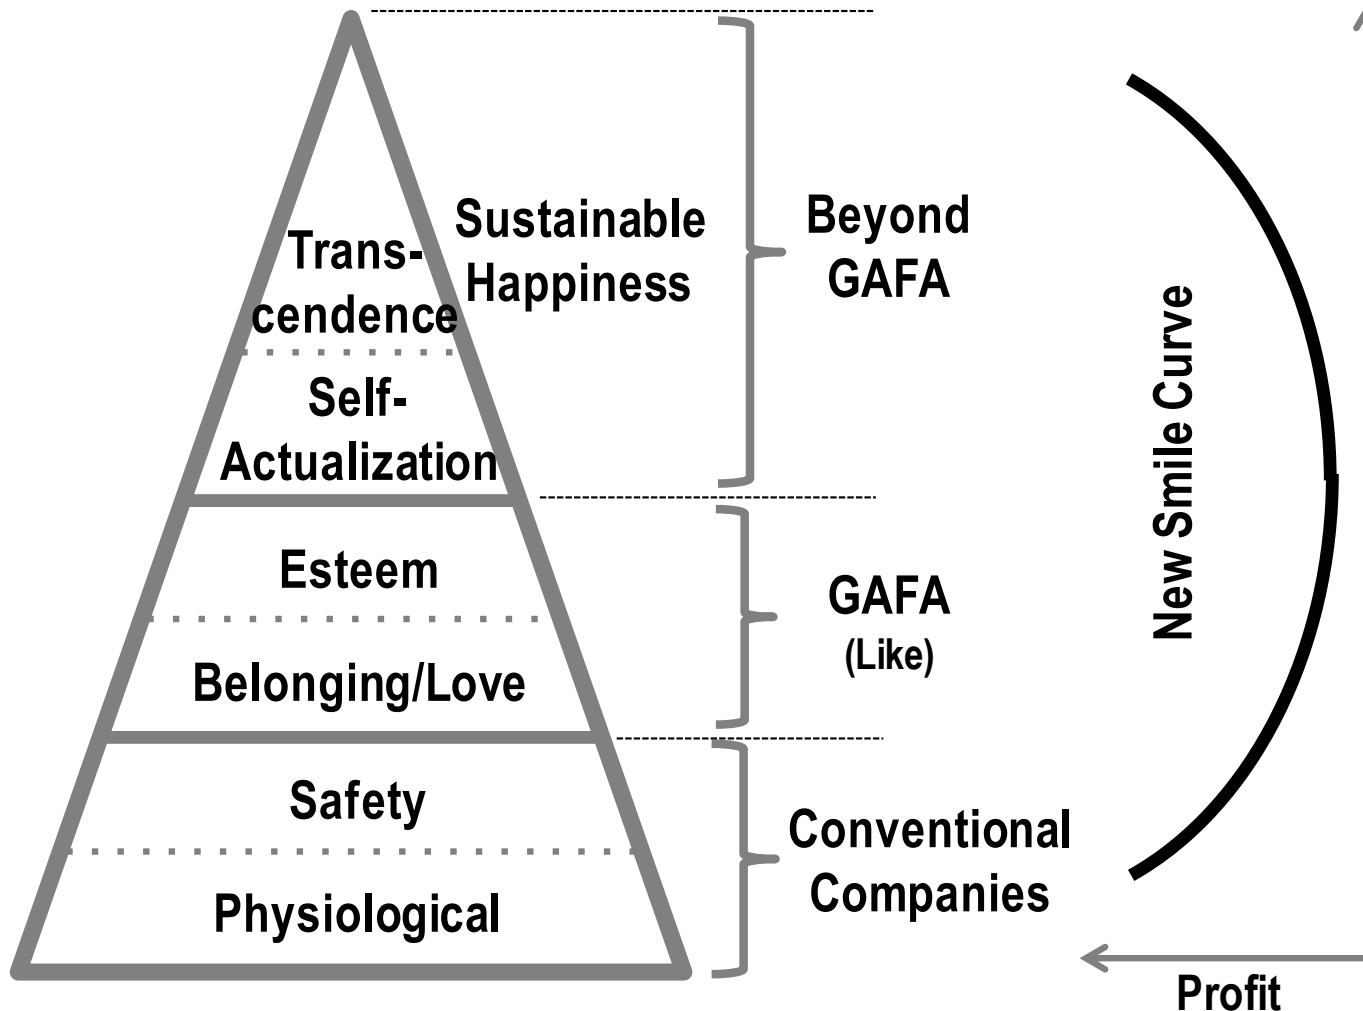 Trans-
cendence
Self-
Actualization
Esteem
Belonging/Love
Safety
Physiological
Sustainable
Happiness
Beyond
GAFA
GAFA
(Like)
Conventional
Companies
New Smile Curve
Profit